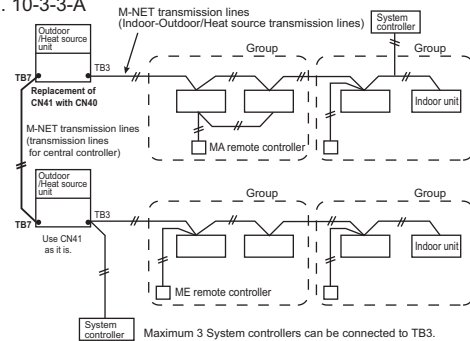 . 10-3-3-A
M-NET transmission lines
(Indoor-Outdoor/Heat source transmission lines)
System
controller
Outdoor
/Heat source
unit
Group
Group
TB3
TB7
Replacement of
CN41 with CN40
Indoor unit
M-NET transmission lines
(transmission lines
for central controller)
MA remote controller
Outdoor
/Heat source
unit
Group
Group
TB3
TB7
Use CN41
as it is.
Indoor unit
ME remote controller
System
controller
Maximum 3 System controllers can be connected to TB3.